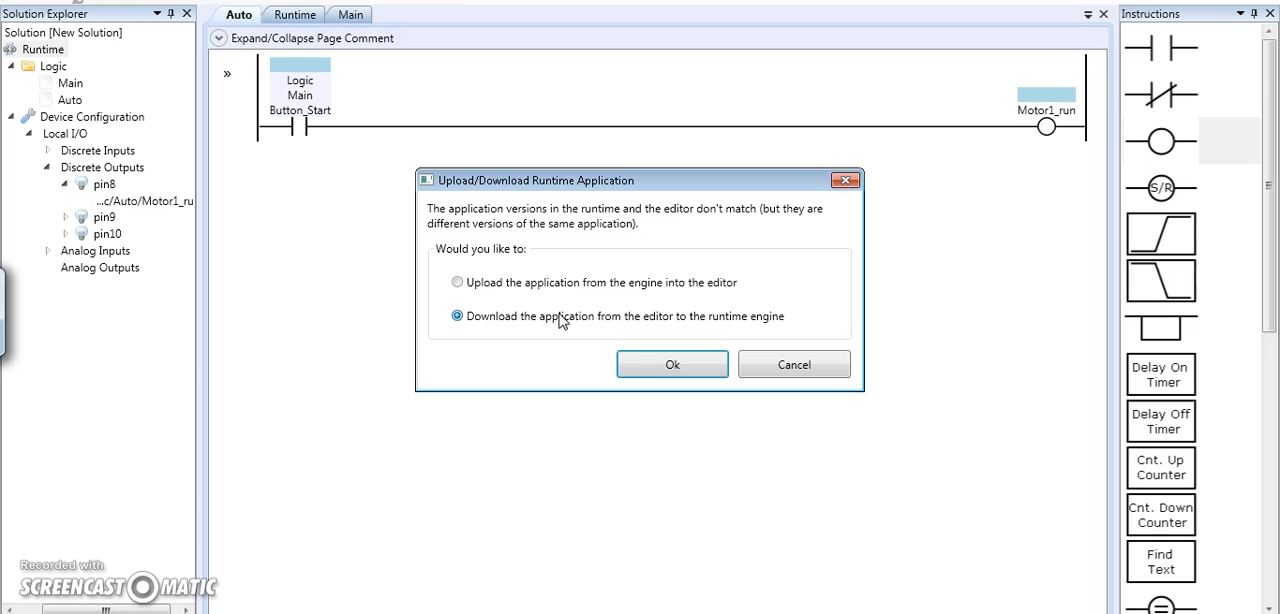 Solution Explorer
Solution [New Solution]
Runtime
Logic
Main
Auto
Device Configuration
Local I/O
Discrete Inputs
Discrete Outputs
pin8
...c/Auto/Motor1_ru
pin9
pin10
Analog Inputs
Analog Outputs
Auto
Runtime
Main
Expand/Collapse Page Comment
Logic
Main
Button_Start
Motor1_run
Upload/Download Runtime Application
The application versions in the runtime and the editor don't match (but they are
different versions of the same application).
Would you like to:
Upload the application from the engine into the editor
Download the application from the editor to the runtime engine
Ok
Cancel
Instructions
S/R
Delay On
Timer
Delay Off
Timer
Cnt. Up
Counter
Cnt. Down
Counter
Find
Text
Recorded with
SCREENCAST-O-MATIC